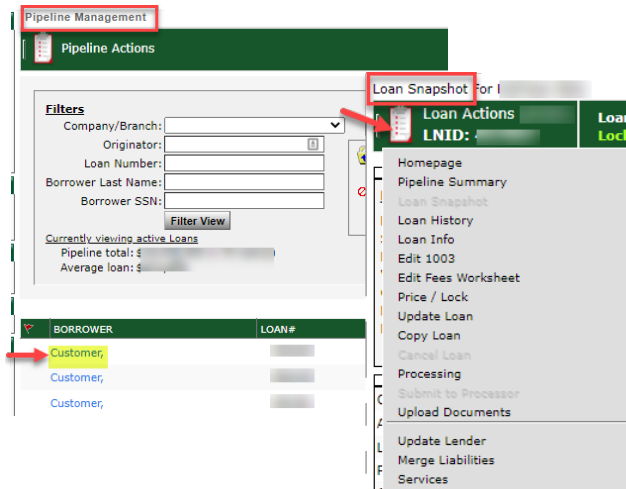 Pipeline Management
Pipeline Actions
Filters
Company/Branch:
Originator:
Loan Number:
Borrower Last Name:
Borrower SSN:
Filter View
Currently viewing active Loans
Pipeline total: $
Average loan: $
BORROWER LOAN#
Customer,
Customer,
Customer,
Loan Snapshot For
Loan Actions
LNID:
Loan
Lock
Homepage
Pipeline Summary
Loan Snapshot
Loan History
Loan Info
Edit 1003
Edit Fees Worksheet
Price / Lock
Update Loan
Copy Loan
Cancel Loan
Processing
Submit to Processor
Upload Documents
Update Lender
Merge Liabilities
Services